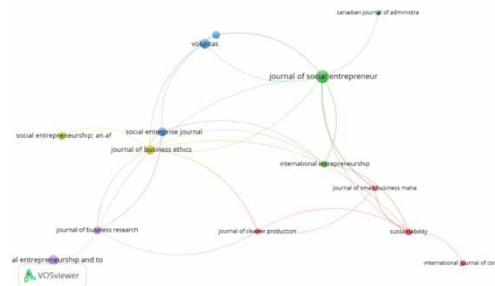 canadian journal of administra
voluntas
journal of social entrepreneur
social enterprise journal
social entrepreneurship: an af
journal of business ethics
international entrepreneurship
journal of small business mana
journal of business research
journal of cleaner production
sustainability
al entrepreneurship and to
international journal of con
VOSviewer